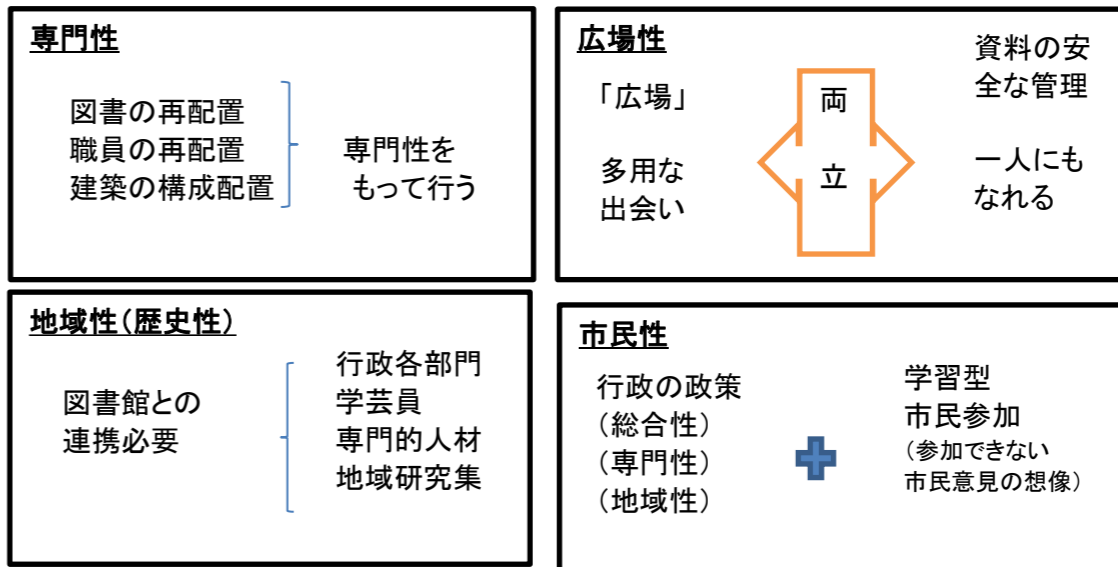 専門性
図書の再配置
職員の再配置
建築の構成配置
専門性を
もって行う
広場性
「広場」
多用な
出会い
両
立
資料の安
全な管理
一人にも
なれる
地域性（歴史性）
図書館との
連携必要
行政各部門
学芸員
専門的人材
地域研究集
市民性
行政の政策
（総合性）
（専門性）
（地域性）
学習型
市民参加
（参加できない
市民意見の想像）